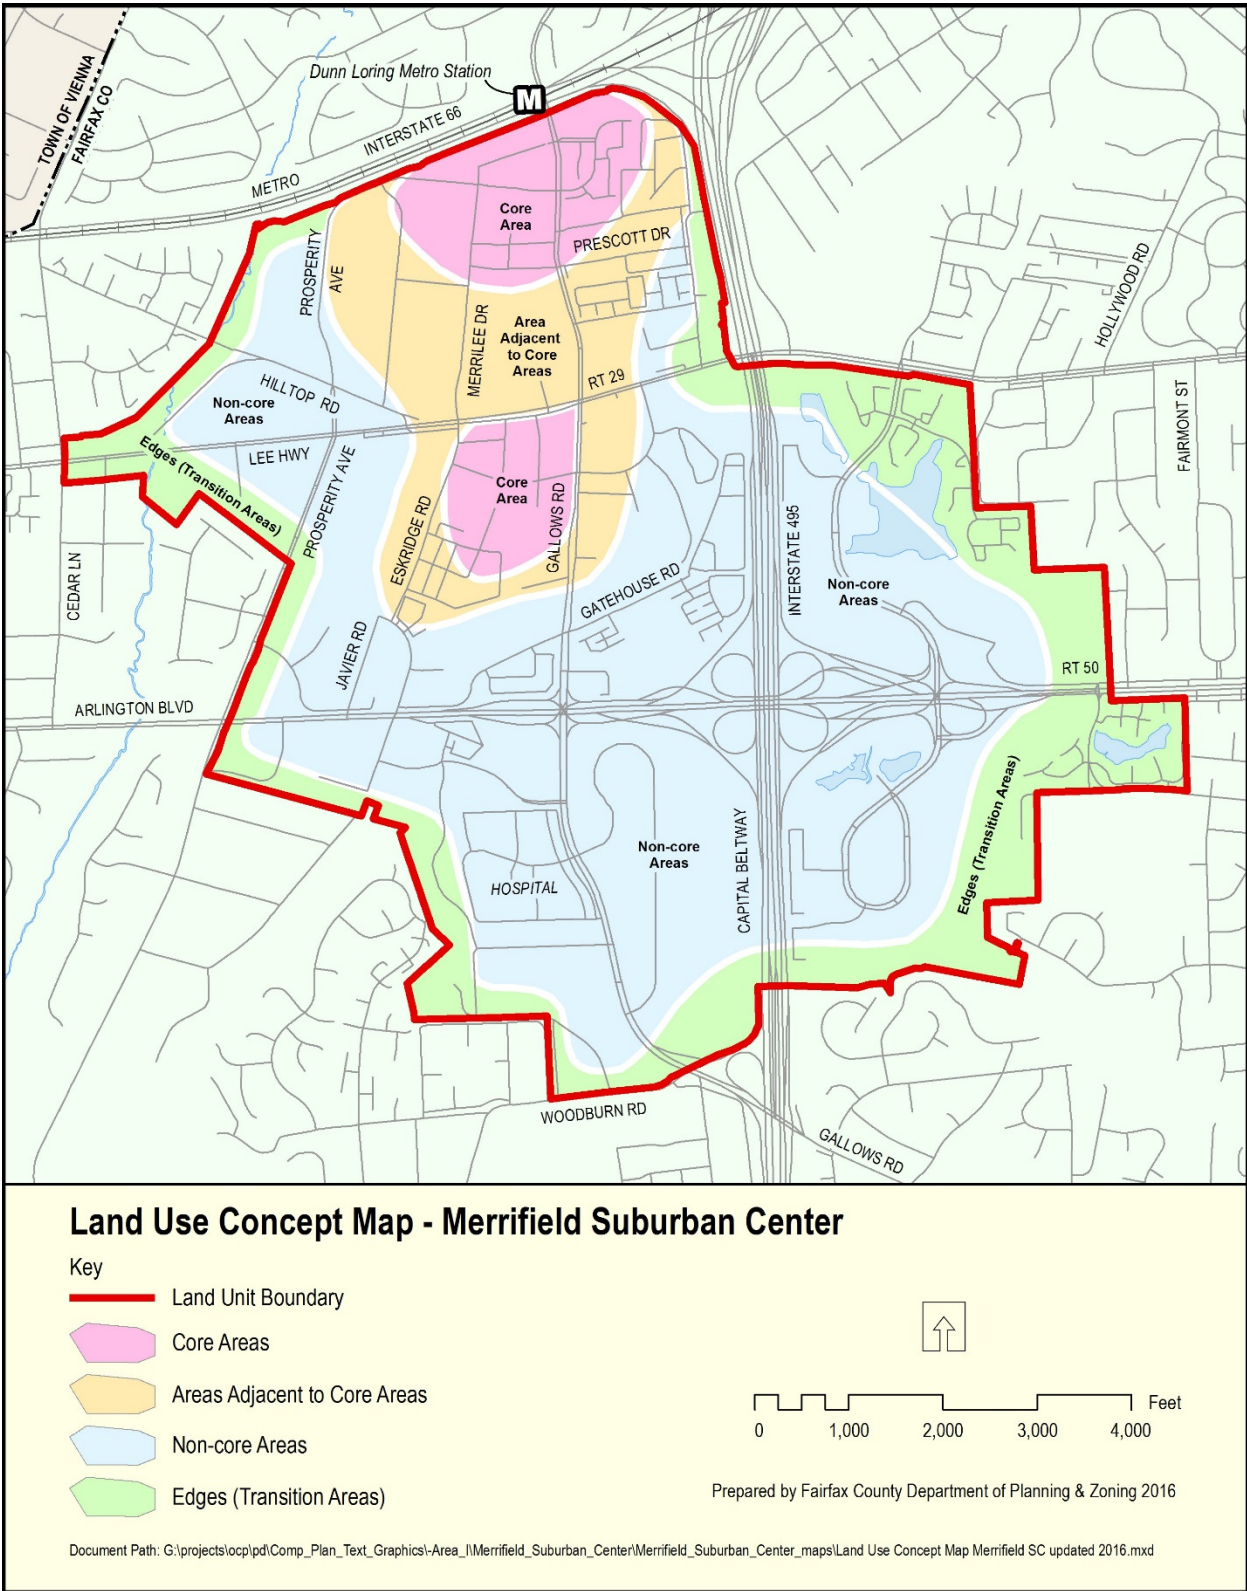 Dunn Loring Metro Station
M
TOWN OF VIENNA
FAIRFAX CO
INTERSTATE 66
METRO
Core
Area
PRESCOTT DR
PROSPERITY
AVE
HOLLYWOOD RD
MERRILEE DR
Area
Adjacent
to Core
Areas
RT 29
HILLTOP RD
Non-core
Areas
FAIRMONT ST
Edges (Transition Areas)
LEE HWY
PROSPERITY AVE
Core
Area
GALLOWS RD
ESKRIDGE RD
INTERSTATE 495
CEDAR LN
GATEHOUSE RD
Non-core
Areas
JAVIER RD
RT 50
ARLINGTON BLVD
Edges (Transition Areas)
CAPITAL BELTWAY
Non-core
Areas
HOSPITAL
WOODBURN RD
GALLOWS RD
Land Use Concept Map - Merrifield Suburban Center
Key
Land Unit Boundary
Core Areas
Areas Adjacent to Core Areas
Non-core Areas
Edges (Transition Areas)
Feet
0 1,000 2,000 3,000 4,000
Prepared by Fairfax County Department of Planning & Zoning 2016
Document Path: G:\projects\ocp\pd\Comp_Plan_Text_Graphics\-Area_I\Merrifield_Suburban_Center\Merrifield_Suburban_Center_maps\Land Use Concept Map Merrifield SC updated 2016.mxd